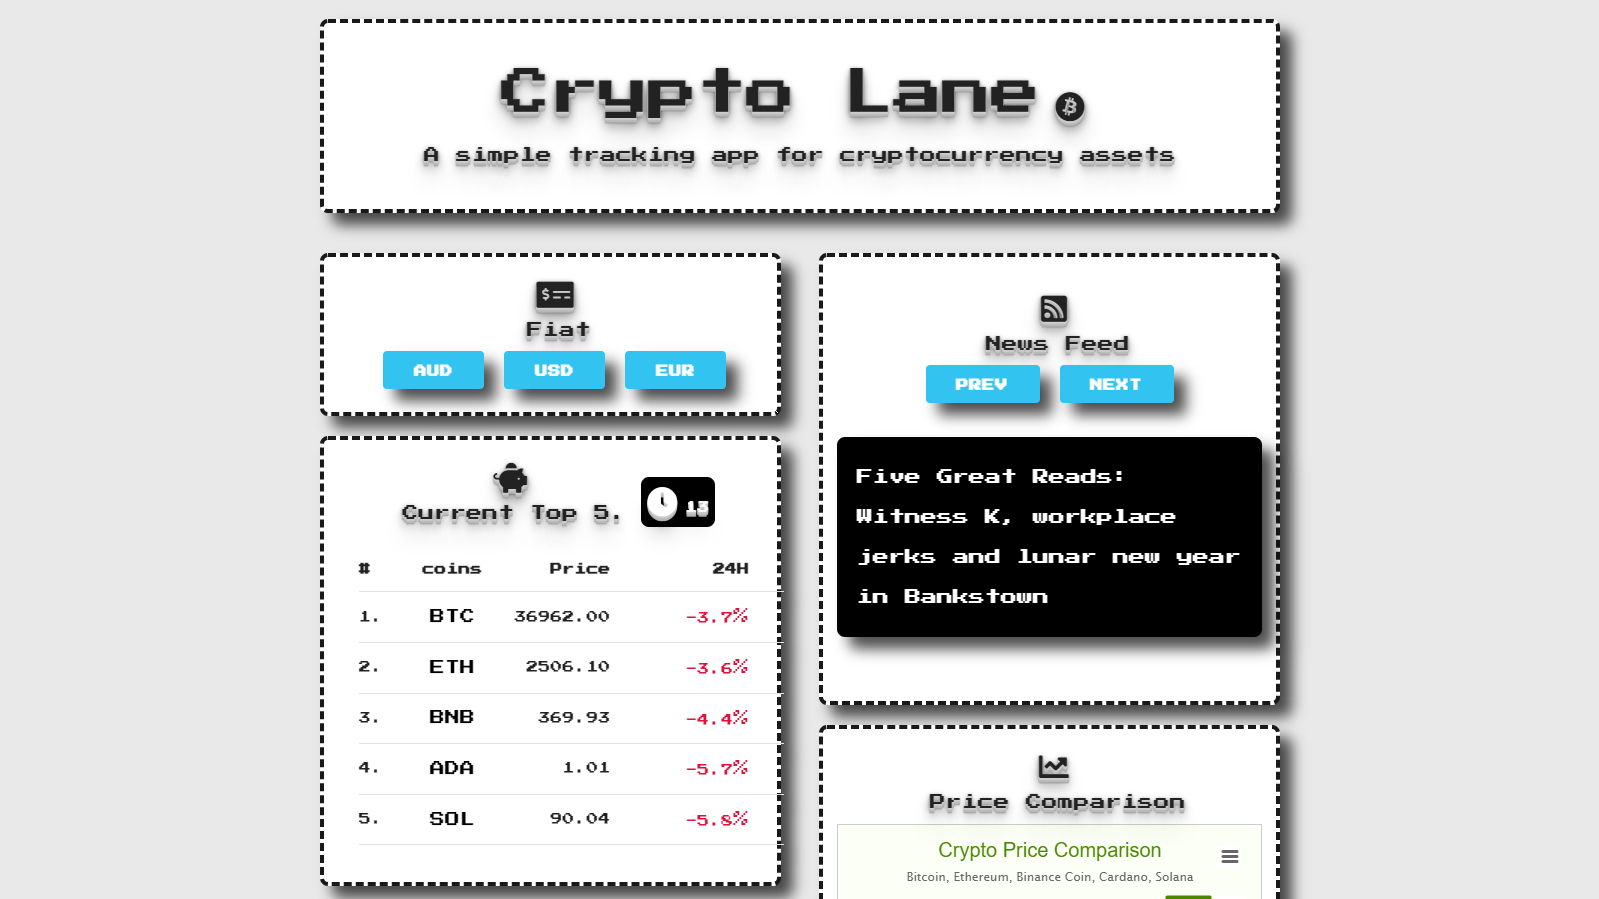 Crypto Lane
A simple tracking app for cryptocurrency assets
Fiat
AUD USD EUR
Current Top 5. 13
# coins Price 24H
1. BTC 36962.00 -3.7%
2. ETH 2506.10 -3.6%
3. BNB 369.93 -4.4%
4. ADA 1.01 -5.7%
5. SOL 90.04 -5.8%
News Feed
PREV NEXT
Five Great Reads:
Witness K, workplace
jerks and lunar new year
in Bankstown
Price Comparison
Crypto Price Comparison
Bitcoin, Ethereum, Binance Coin, Cardano, Solana